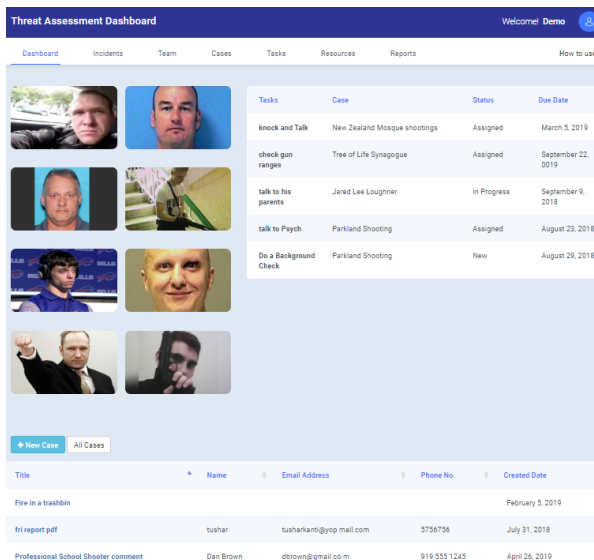 Threat Assessment Dashboard
Welcome! Demo
Dashboard Incidents Team Cases Tasks Resources Reports How to use
Tasks Case Status Due Date
knock and Talk New Zealand Mosque shootings Assigned March 5, 2019
check gun Tree of Life Synagogue Assigned September 22,
ranges 0019
talk to his Jared Lee Loughner In Progress September 9,
parents 2018
talk to Psych Parkland Shooting Assigned August 23, 2018
Do a Background Parkland Shooting New August 29, 2018
Check
BILLS
+ New Case All Cases
Title Name Email Address Phone No. Created Date
Fire in a trashbin February 5, 2019
fri report pdf tushar tusharkanti@yop mail.com 5756756 July 31, 2018
Professional School Shooter comment Dan Brown dbrown@gmail.co m 919 555 1245 April 26, 2019